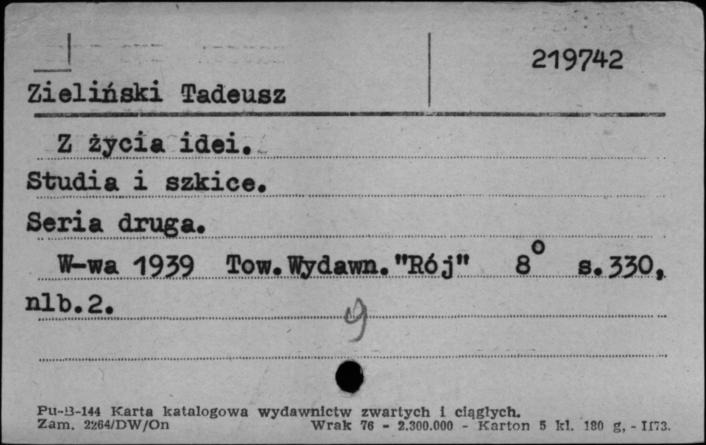 219742
Zieliński Tadeusz
Z życia idei.
Studia i szkice.
Seria druga.
W-wa 1939 Tow.Wydawn."Rój" 8° s.330,
nlb.2.
Pu-B-144 Karta katalogowa wydawnictw zwartych i ciągłych.
Zam. 2264/DW/On Wrak 76 - 2.300.000 - Karton 5 kl. 180 g, - II73.